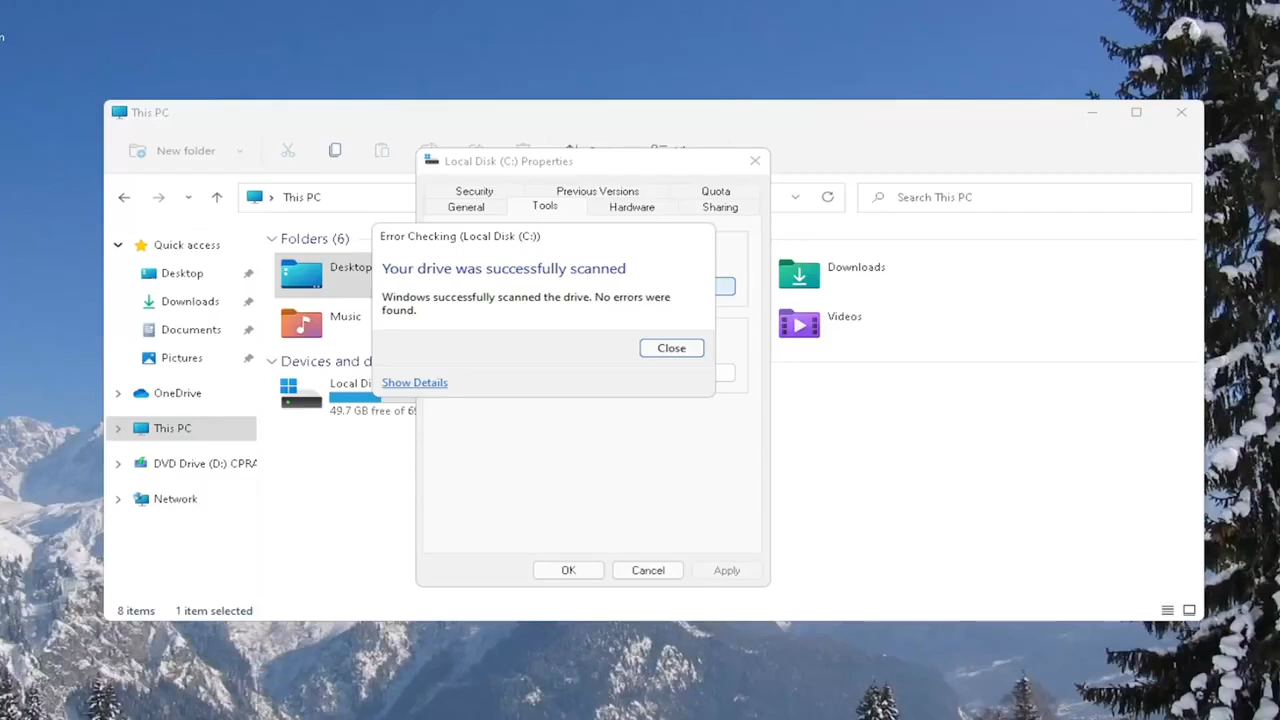 n
This PC
New folder
Local Disk (C:) Properties
This PC
Search This PC
Security
Previous Versions
Quota
General
Tools
Hardware
Sharing
Quick access
Desktop
Downloads
Documents
Pictures
OneDrive
This PC
DVD Drive (D:) CPRA
Network
Folders (6)
Desktop
Music
Downloads
Videos
Devices and d
Local Di
49.7 GB free of 69
Error Checking (Local Disk (C:))
Your drive was successfully scanned
Windows successfully scanned the drive. No errors were
found.
Close
Show Details
OK
Cancel
Apply
8 items
1 item selected